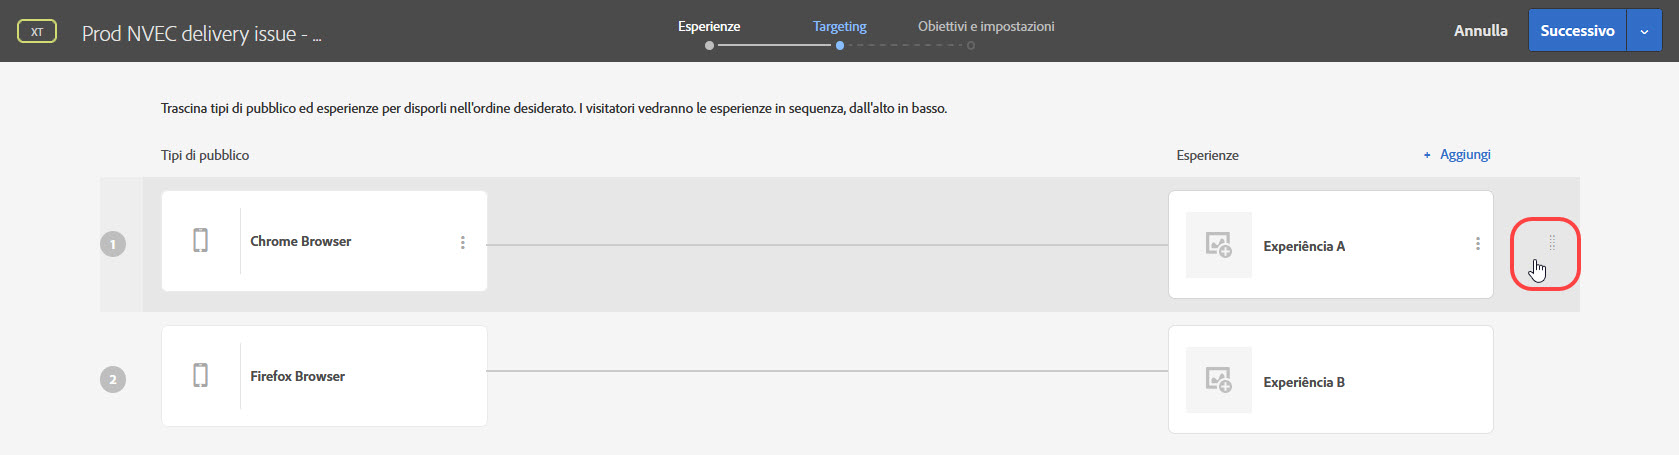 XT
Prod NVEC delivery issue - ...
Esperienze
Targeting
Obiettivi e impostazioni
Annulla
Successivo
Trascina tipi di pubblico ed esperienze per disporli nell'ordine desiderato. I visitatori vedranno le esperienze in sequenza, dall'alto in basso.
Tipi di pubblico
Esperienze
+ Aggiungi
1
Chrome Browser
Experiência A
2
Firefox Browser
Experiência B